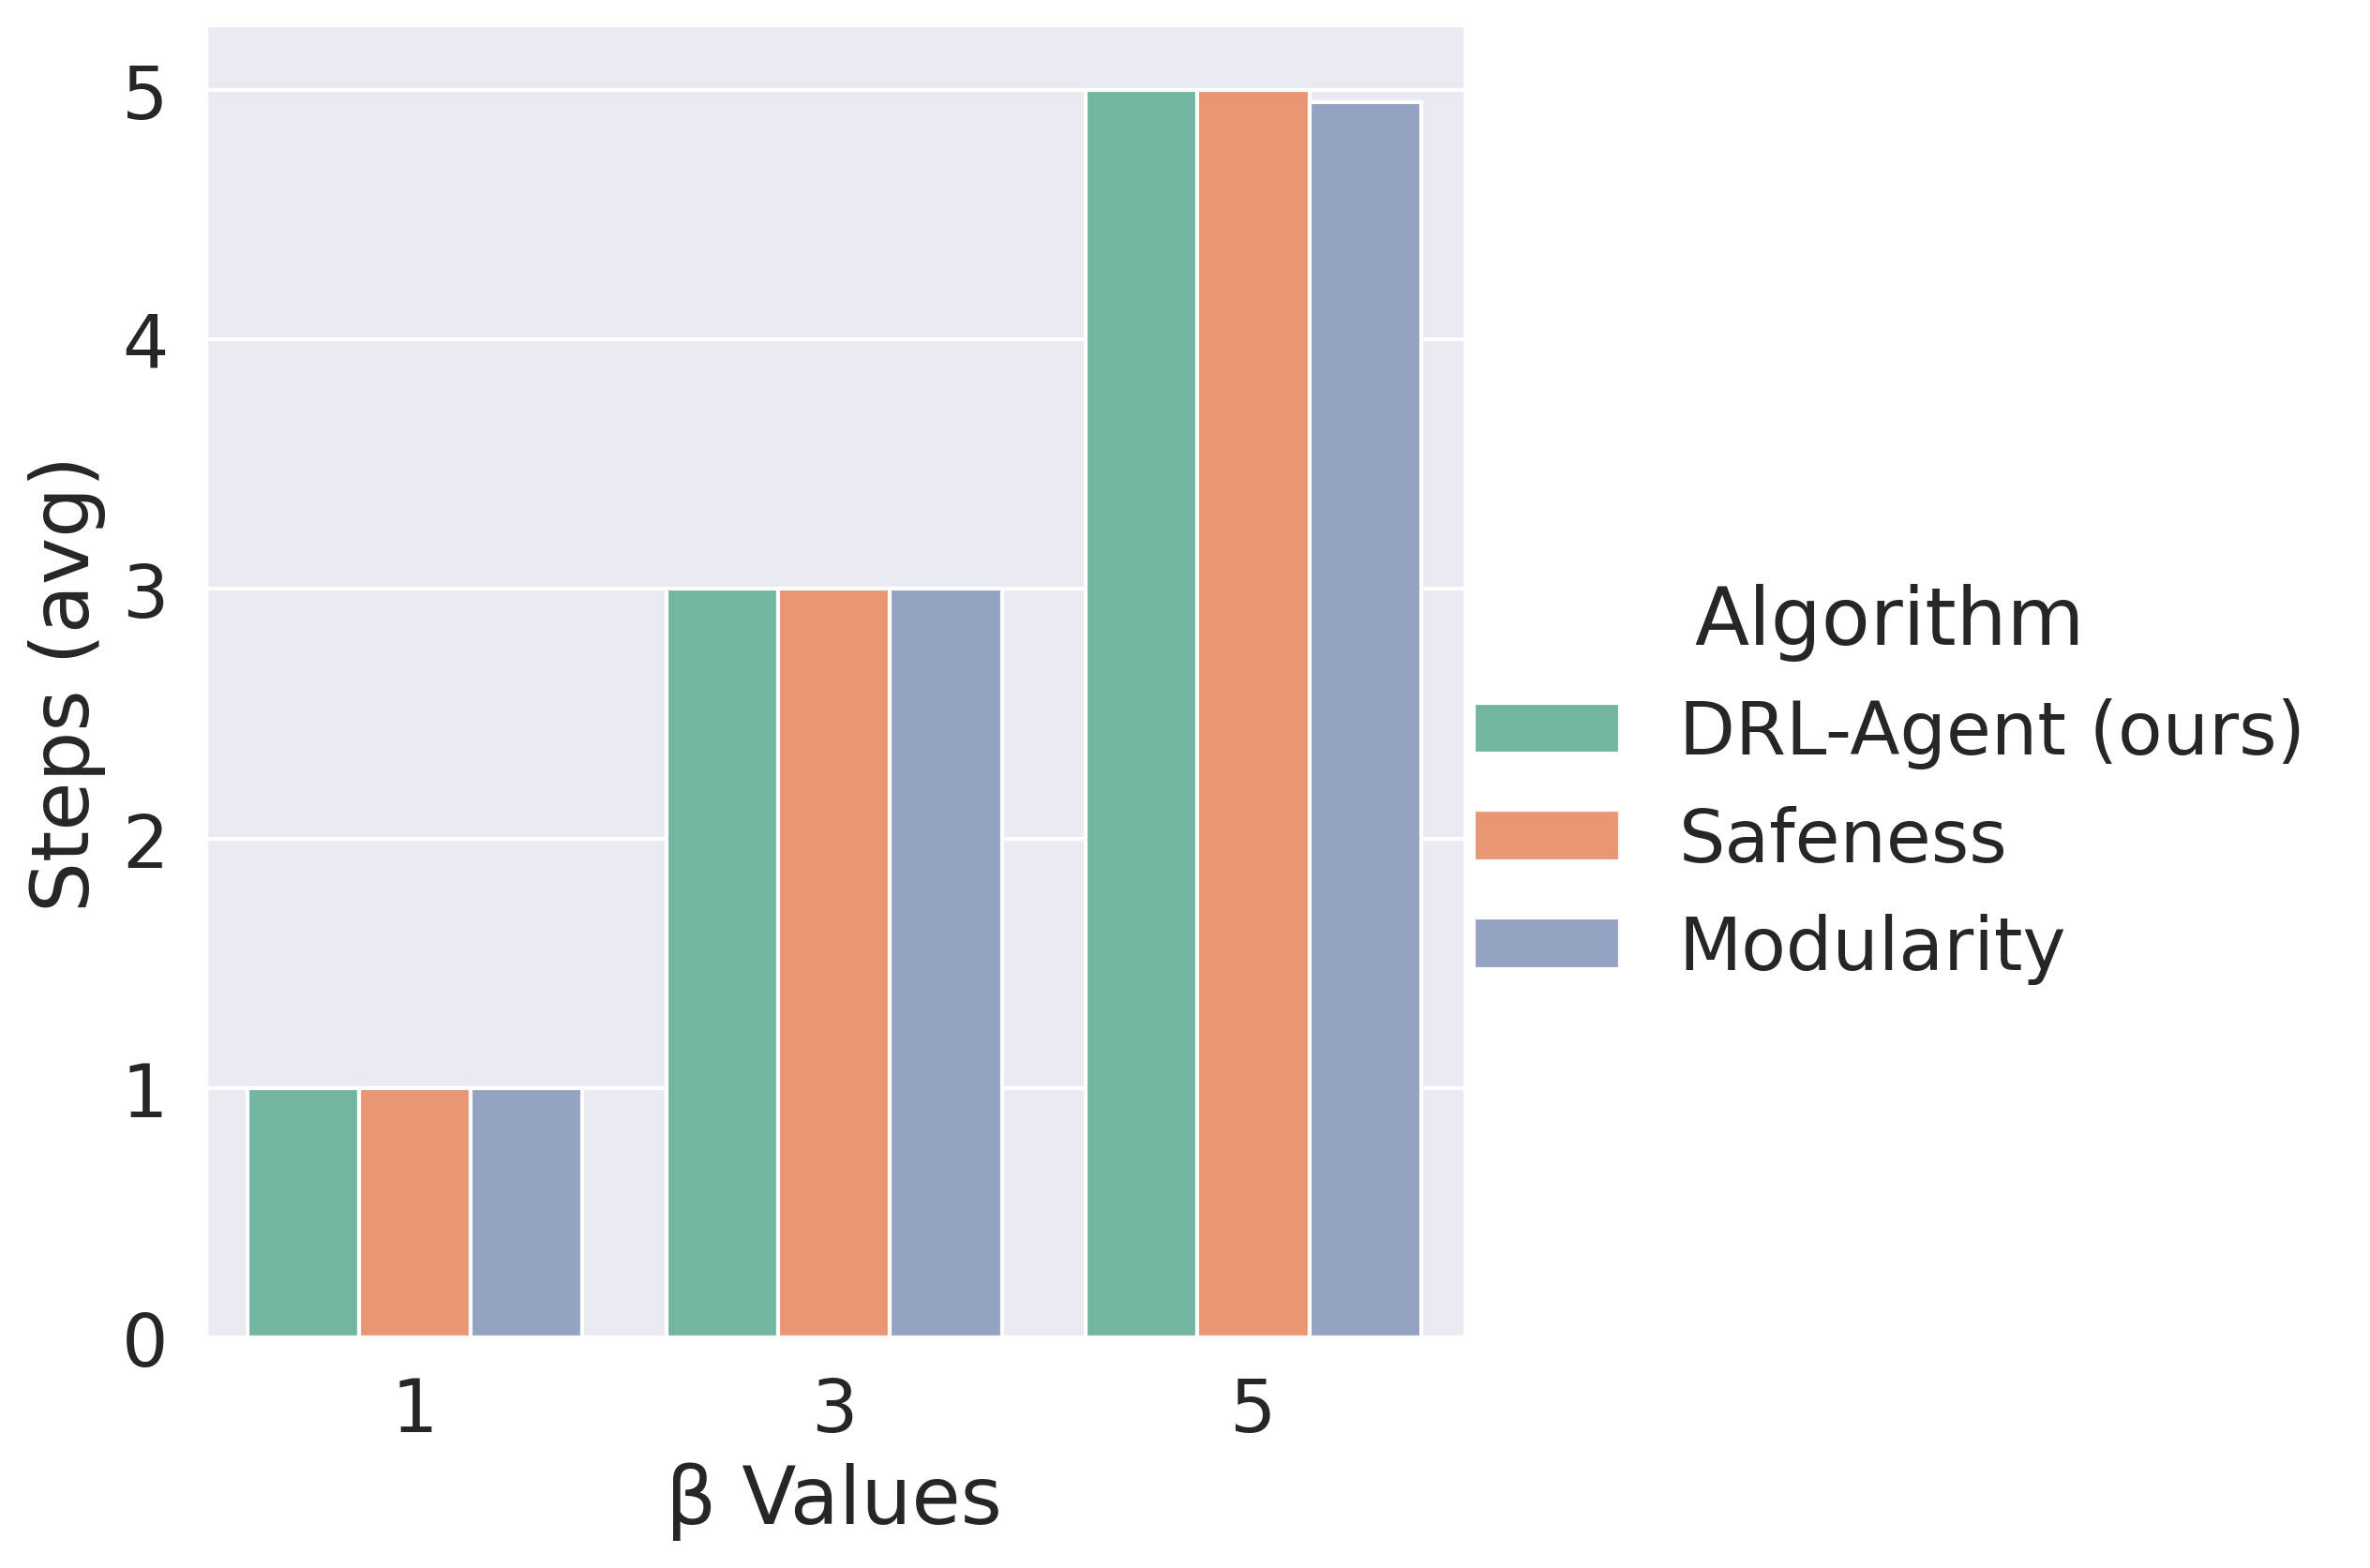 Steps (avg)
5
4
3
2
1
0
1 3 5
β Values
Algorithm
DRL-Agent (ours)
Safeness
Modularity